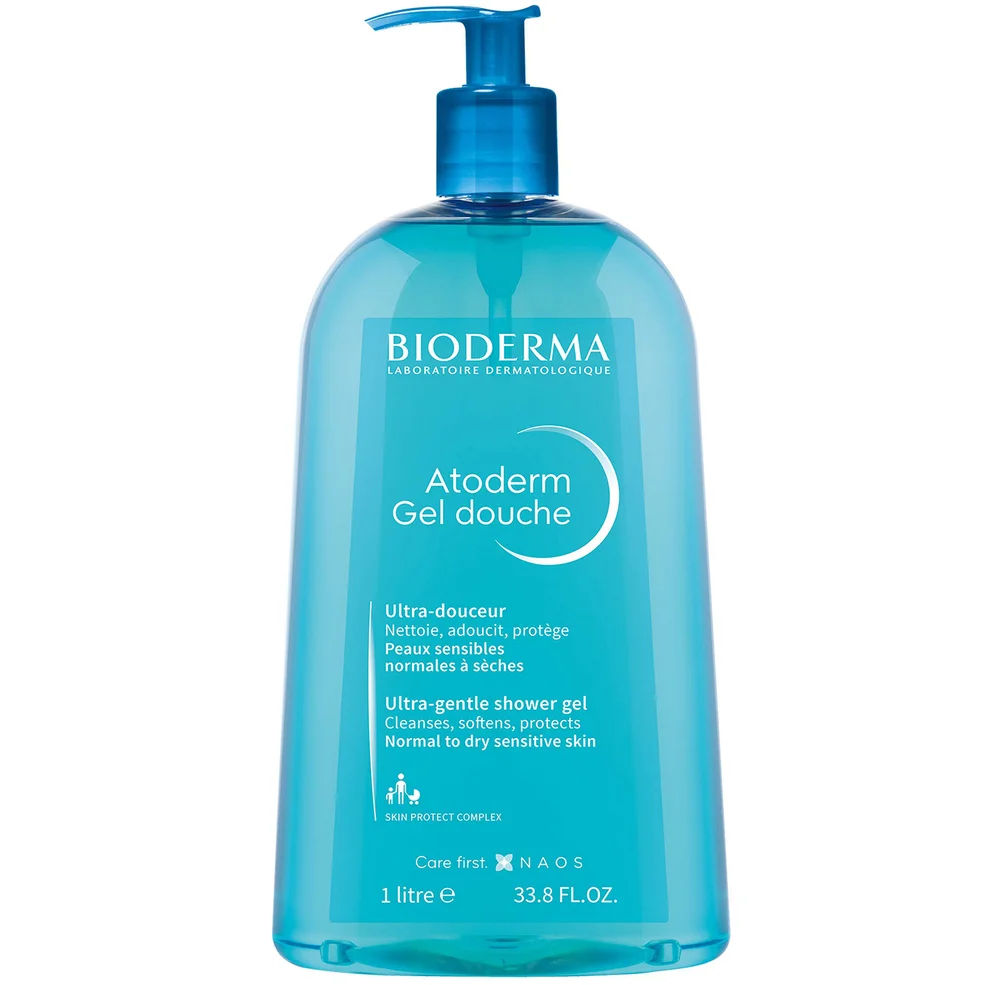 BIODERMA
LABORATOIRE DERMATOLOGIQUE
Atoderm
Gel douche
Ultra-douceur
Nettoie, adoucit, protège
Peaux sensibles
normales à sèches
Ultra-gentle shower gel
Cleanses, softens, protects
Normal to dry sensitive skin
SKIN PROTECT COMPLEX
Care first. NAOS
1 litre ℮ 33.8 FL.OZ.